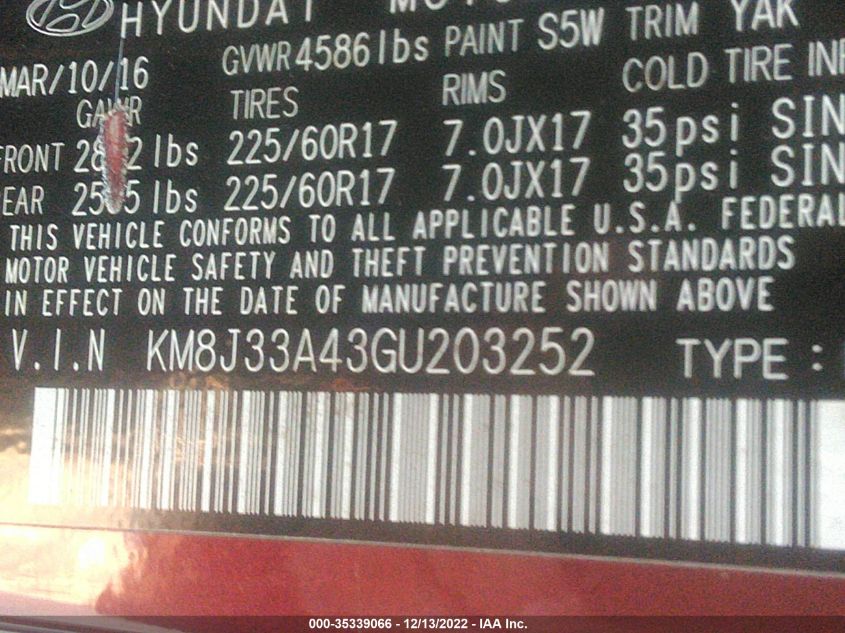 HYUNDAI
MAR/10/16 GVWR 4586lbs PAINT S5W TRIM YAK
GAWR TIRES RIMS COLD TIRE
FRONT lbs 225/60R17 7.0JX17 35psi
REAR lbs 225/60R17 7.0JX17 35psi
THIS VEHICLE CONFORMS TO ALL APPLICABLE U.S.A. FEDERAL
MOTOR VEHICLE SAFETY AND THEFT PREVENTION STANDARDS
IN EFFECT ON THE DATE OF MANUFACTURE SHOWN ABOVE
V.I.N KM8J33A43GU203252 TYPE :
000-35339066 - 12/13/2022 - IAA Inc.